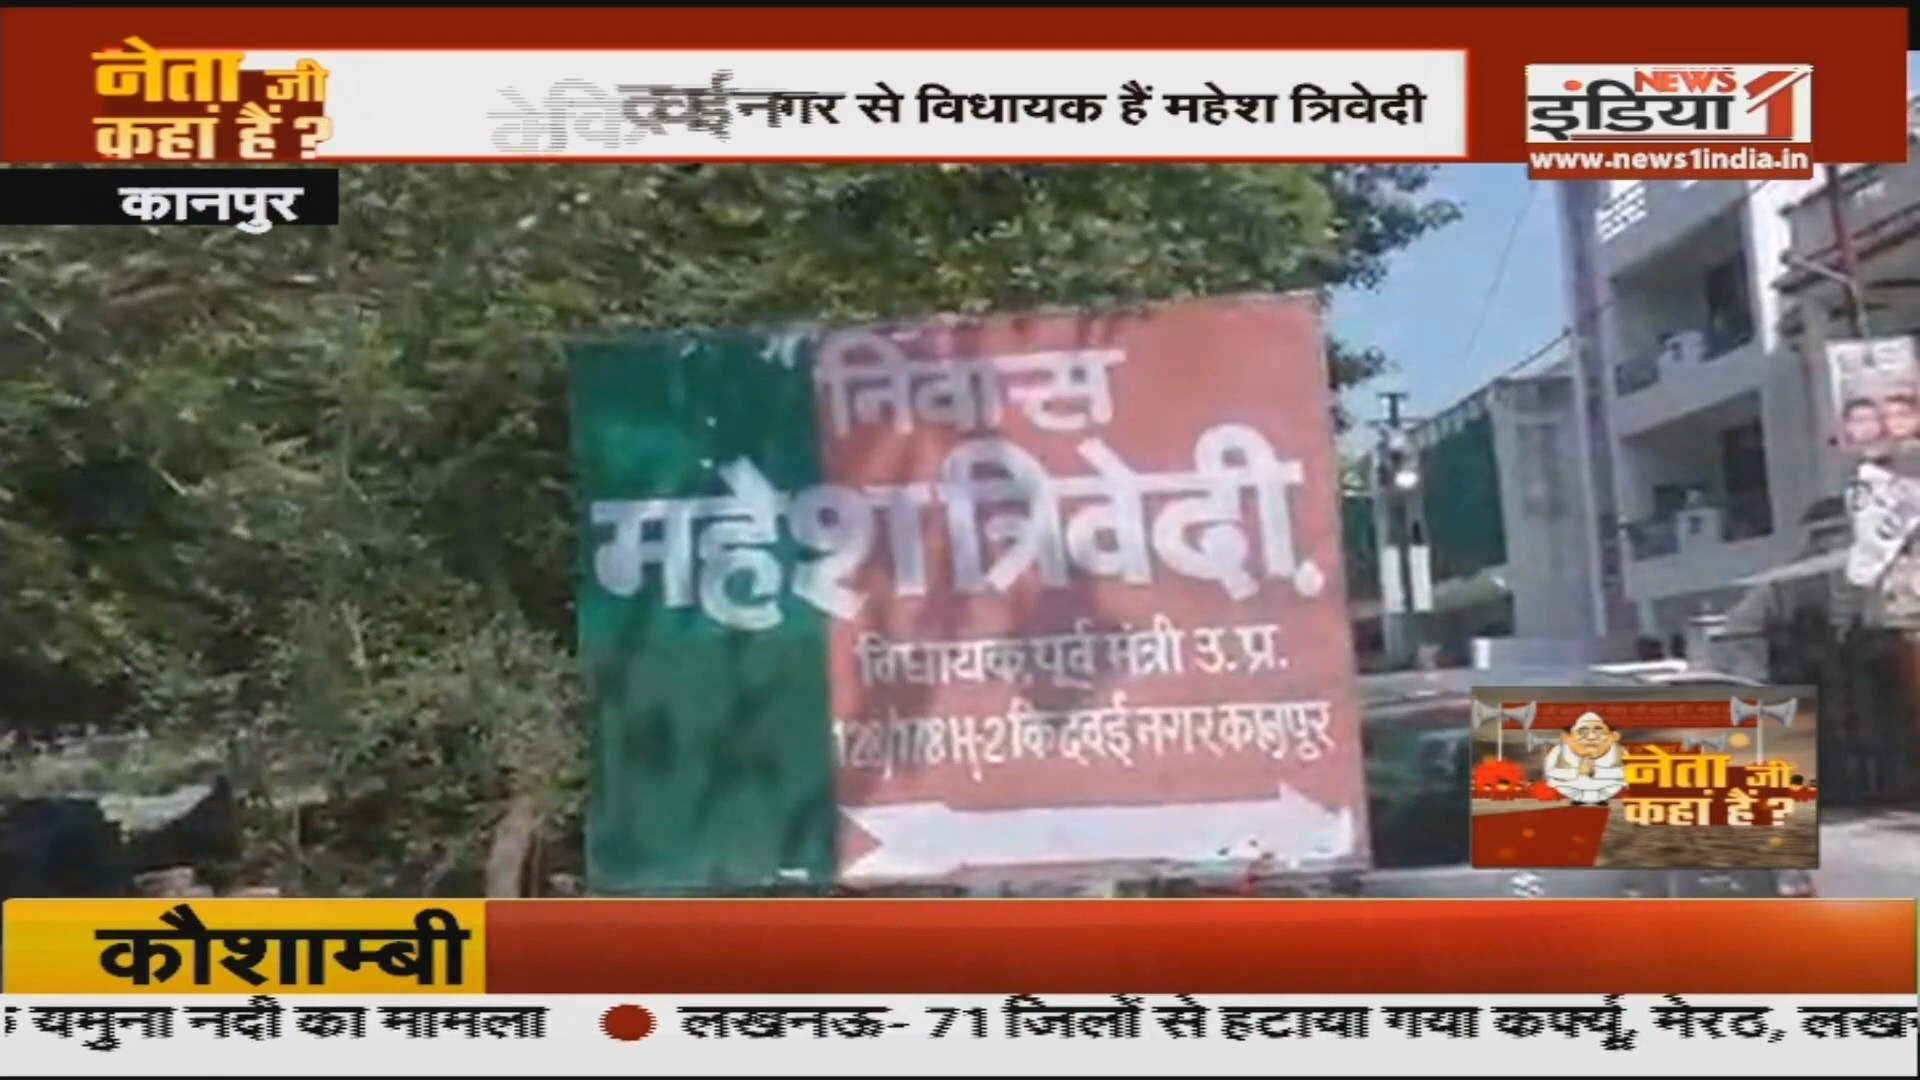 नेता जी
कहां हैं ?
नगर से विधायक हैं महेश त्रिवेदी
NEWS
इंडिया 1
www.news1india.in
कानपुर
निवास
महेश त्रिवेदी.
विधायक, पूर्व मंत्री उ. प्र.
H-2 किदवई नगर कानपुर
नेता जी
कहां हैं ?
कौशाम्बी
यमुना नदी का मामला ● लखनऊ- 71 जिलों से हटाया गया कर्फ्यू, मेरठ,